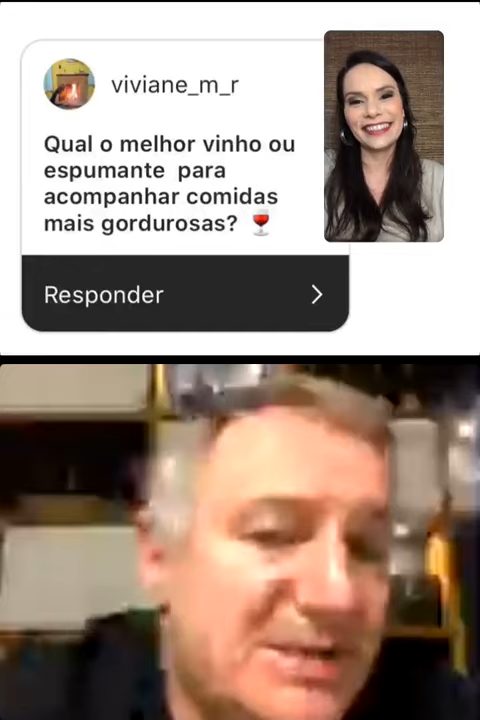 viviane_m_r
Qual o melhor vinho ou
espumante para
acompanhar comidas
mais gordurosas? 🍷
Responder